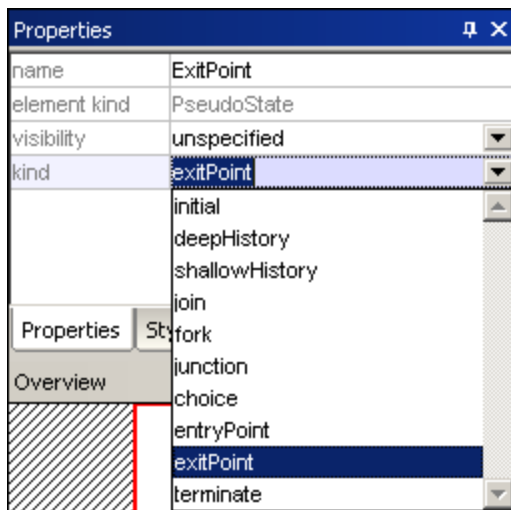 Properties
name ExitPoint
element kind PseudoState
visibility unspecified
kind exitPoint
initial
deepHistory
shallowHistory
join
Properties St fork
junction
Overview
choice
entryPoint
exitPoint
terminate